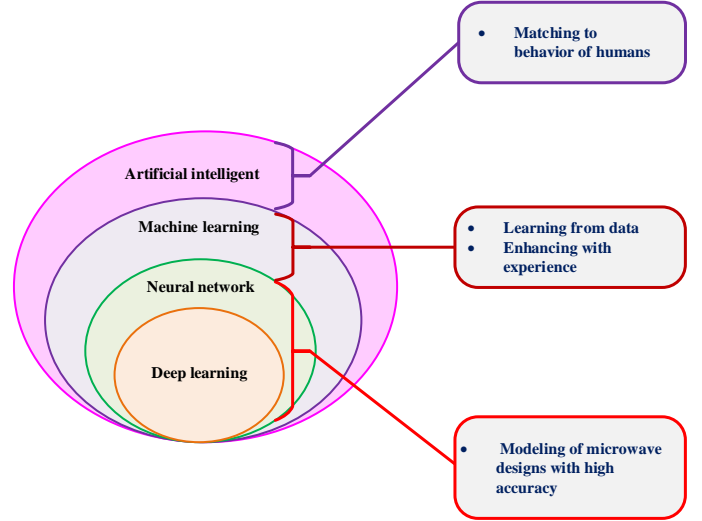 • Matching to
behavior of humans
Artificial intelligent
Machine learning
• Learning from data
• Enhancing with
experience
Neural network
Deep learning
• Modeling of microwave
designs with high
accuracy